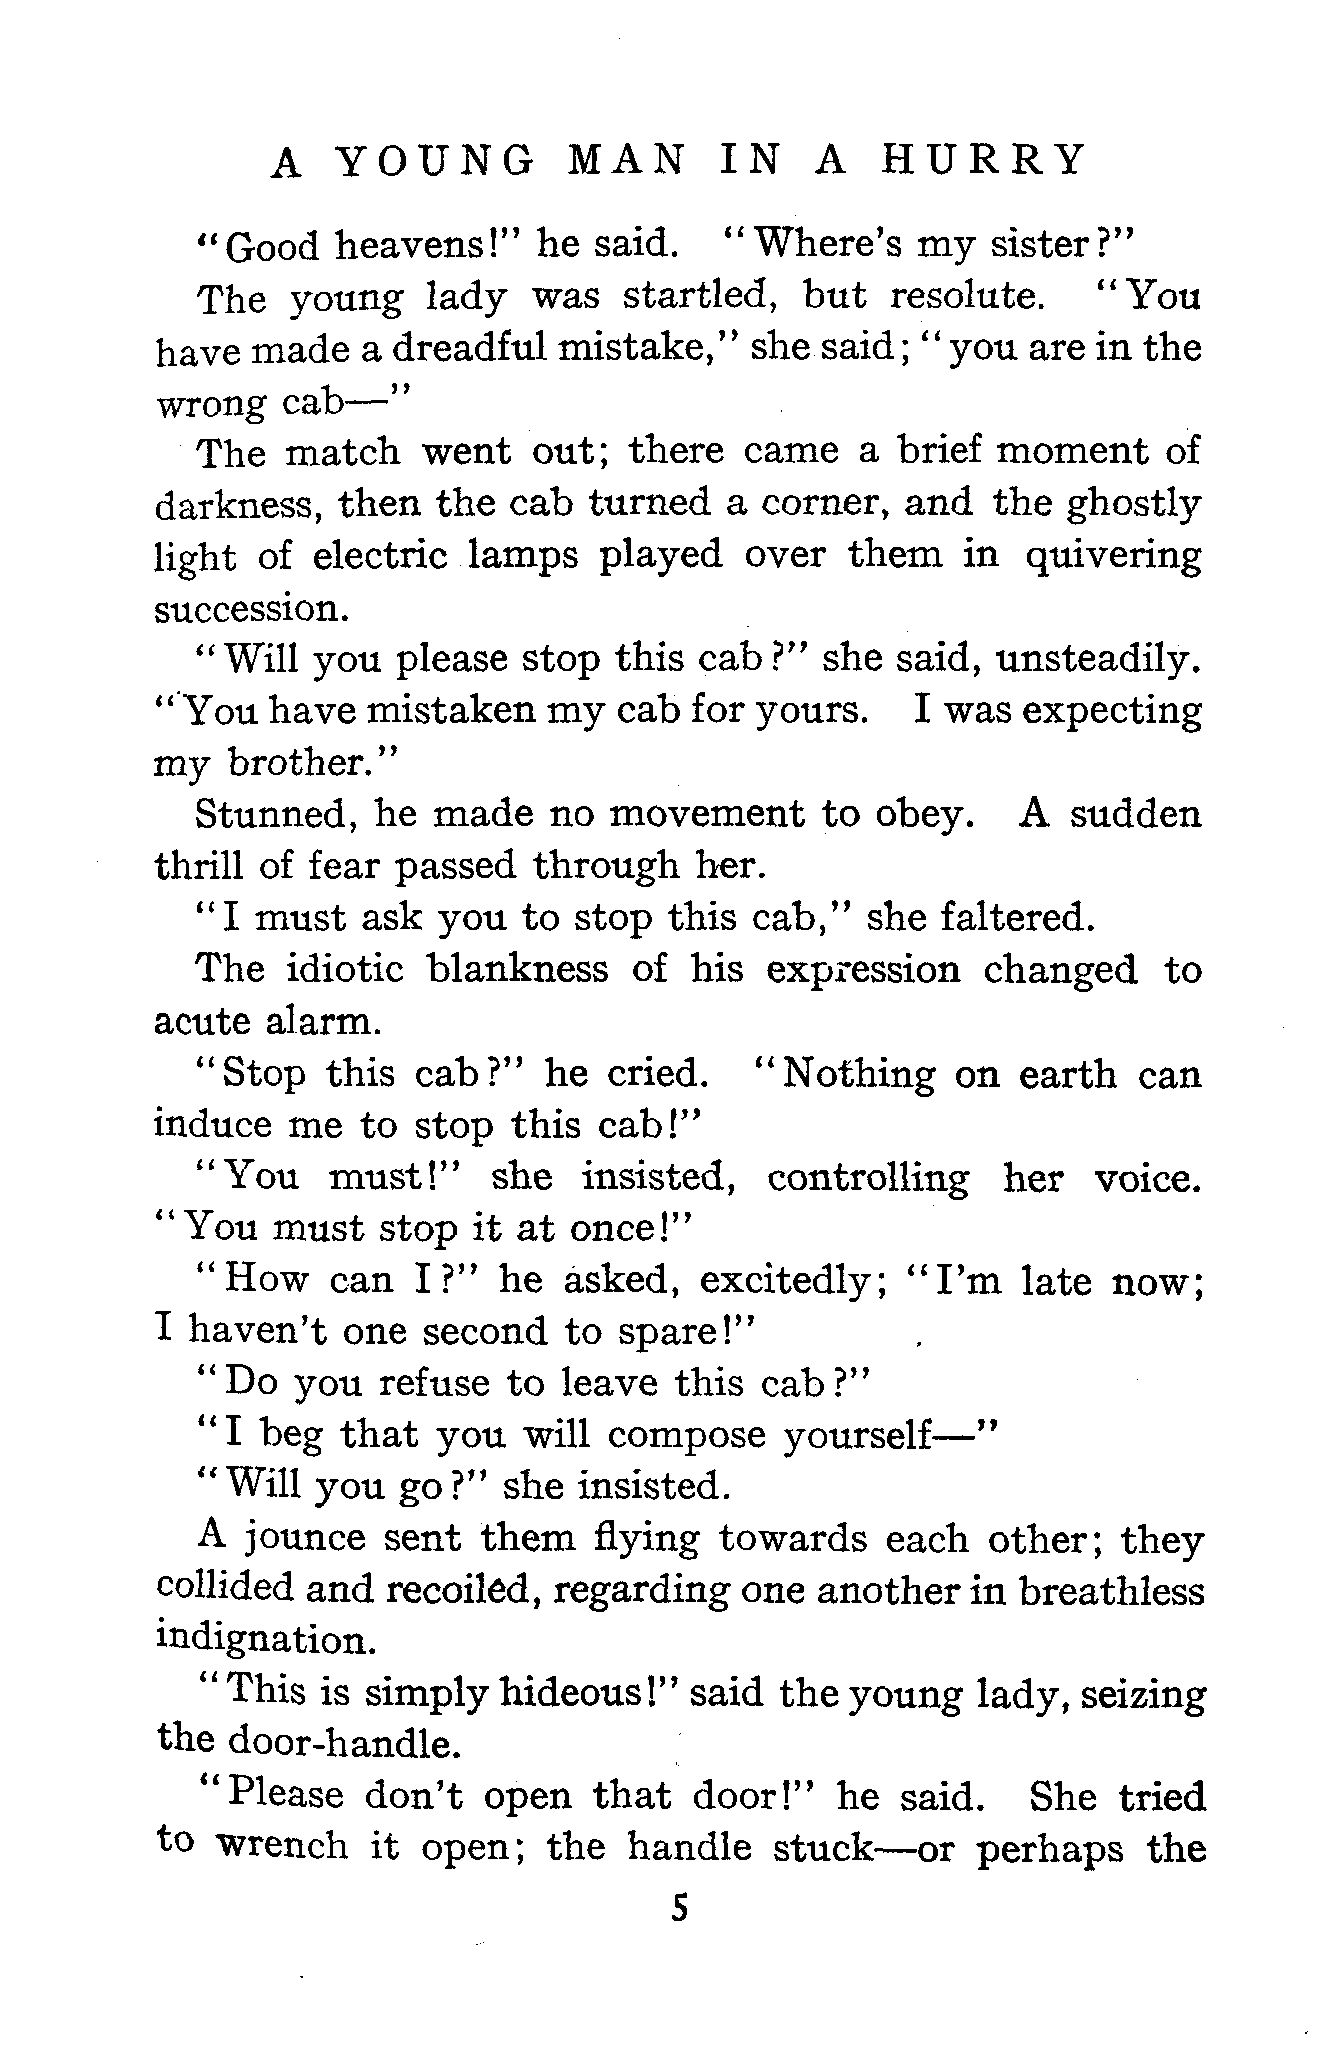 A YOUNG MAN IN A HURRY
"Good heavens!" he said. "Where's my sister?"
The young lady was startled, but resolute. "You
have made a dreadful mistake," she said; "you are in the
wrong cab—"
The match went out; there came a brief moment of
darkness, then the cab turned a corner, and the ghostly
light of electric lamps played over them in quivering
succession.
"Will you please stop this cab?" she said, unsteadily.
"You have mistaken my cab for yours. I was expecting
my brother."
Stunned, he made no movement to obey. A sudden
thrill of fear passed through her.
"I must ask you to stop this cab," she faltered.
The idiotic blankness of his expression changed to
acute alarm.
"Stop this cab?" he cried. "Nothing on earth can
induce me to stop this cab!"
"You must!" she insisted, controlling her voice.
"You must stop it at once!"
"How can I?" he asked, excitedly; "I'm late now;
I haven't one second to spare!"
"Do you refuse to leave this cab?"
"I beg that you will compose yourself—"
"Will you go?" she insisted.
A jounce sent them flying towards each other; they
collided and recoiled, regarding one another in breathless
indignation.
"This is simply hideous!" said the young lady, seizing
the door-handle.
"Please don't open that door!" he said. She tried
to wrench it open; the handle stuck—or perhaps the
5